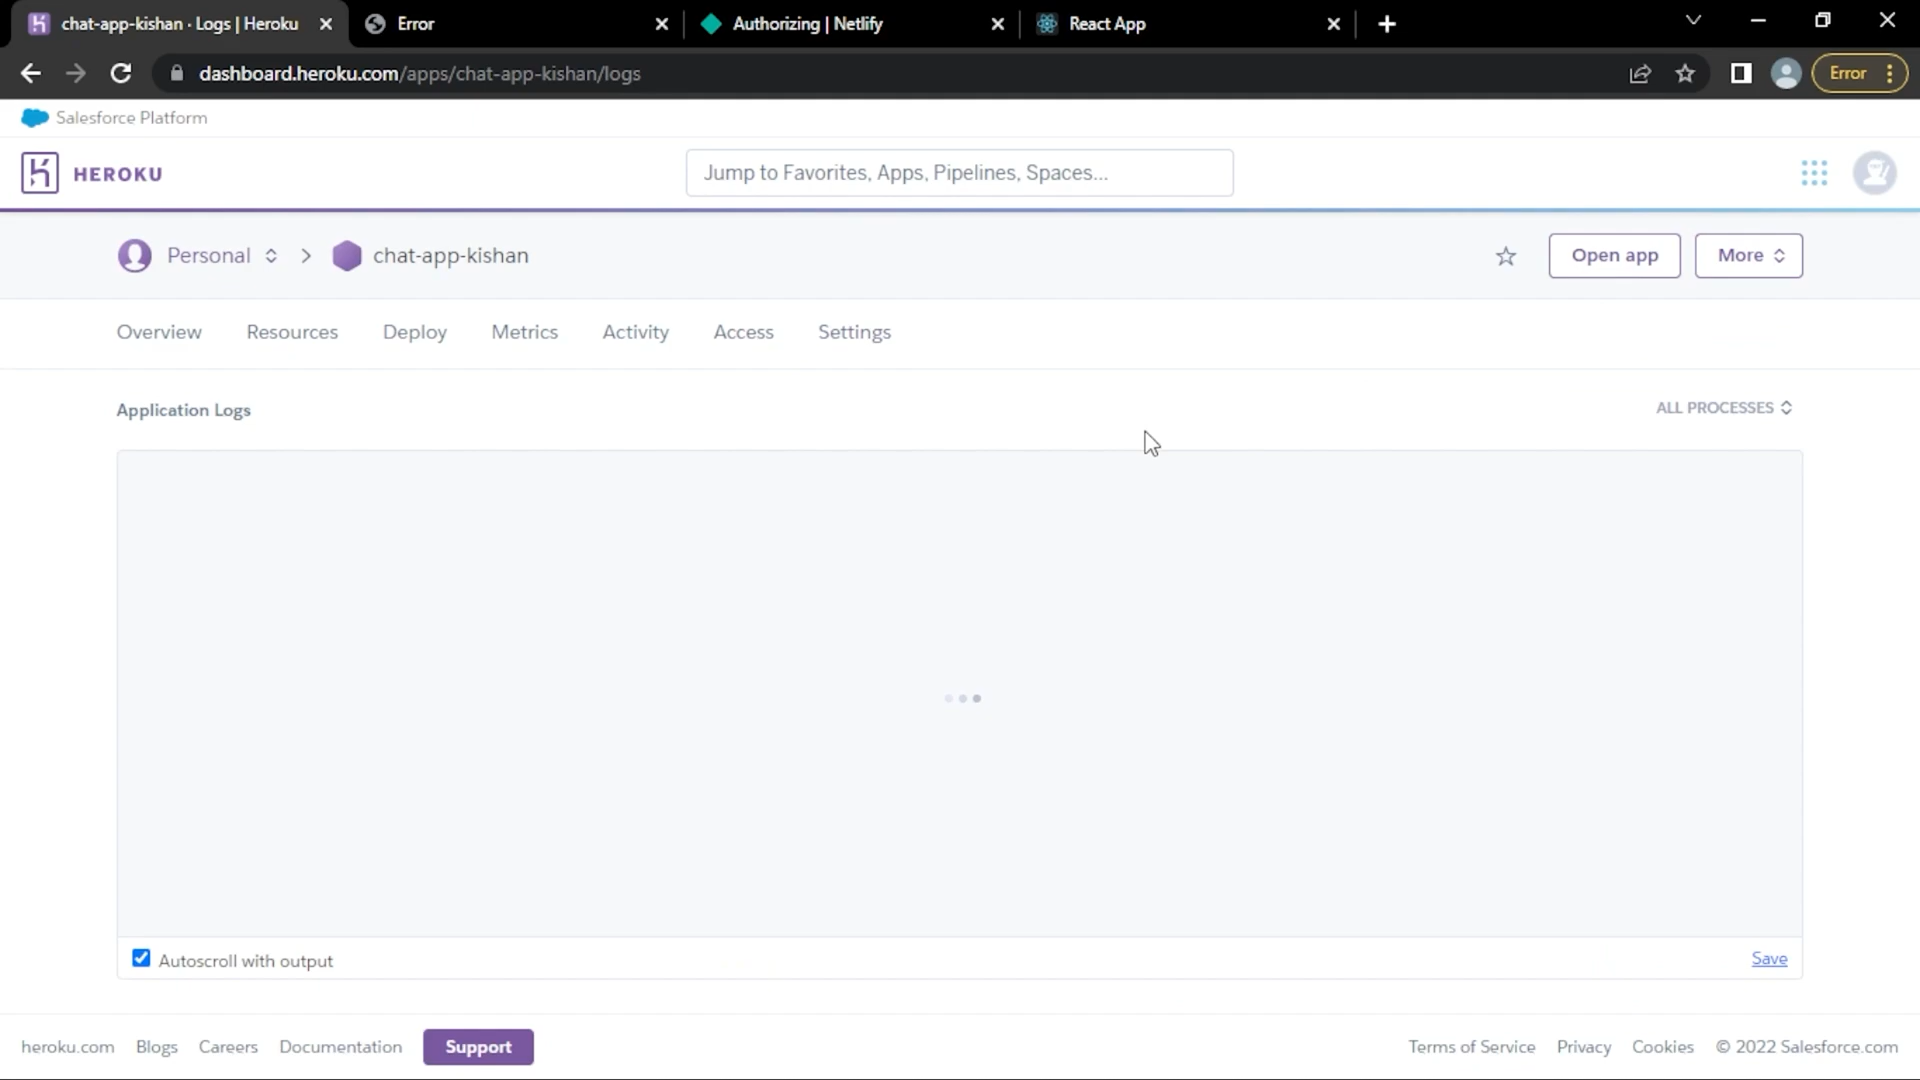 chat-app-kishan · Logs | Heroku
Error
Authorizing | Netlify
React App
dashboard.heroku.com/apps/chat-app-kishan/logs
Error
Salesforce Platform
HEROKU
Jump to Favorites, Apps, Pipelines, Spaces...
Personal
chat-app-kishan
Open app
More
Overview
Resources
Deploy
Metrics
Activity
Access
Settings
Application Logs
ALL PROCESSES
Autoscroll with output
Save
heroku.com
Blogs
Careers
Documentation
Support
Terms of Service
Privacy
Cookies
© 2022 Salesforce.com